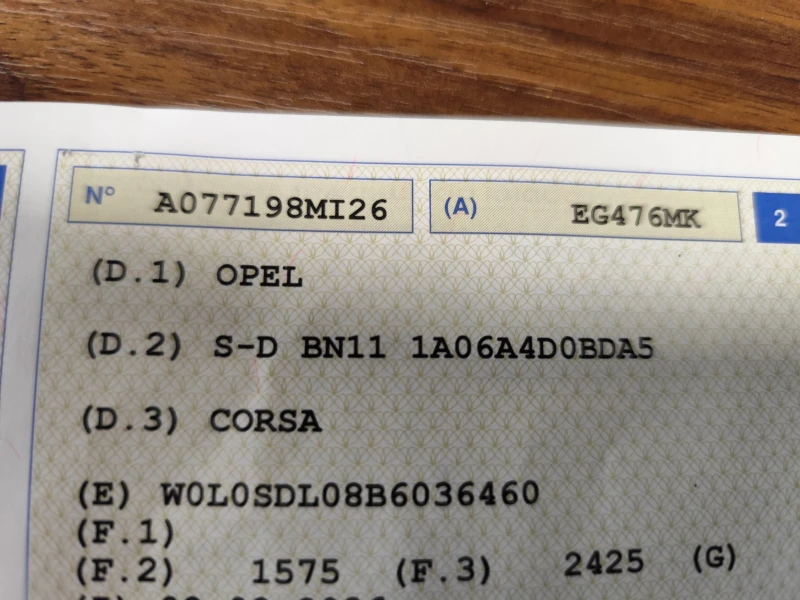 N° A077198MI26 (A) EG476MK 2
(D.1) OPEL
(D.2) S-D BN11 1A06A4D0BDA5
(D.3) CORSA
(E) W0L0SDL08B6036460
(F.1)
(F.2) 1575 (F.3) 2425 (G)